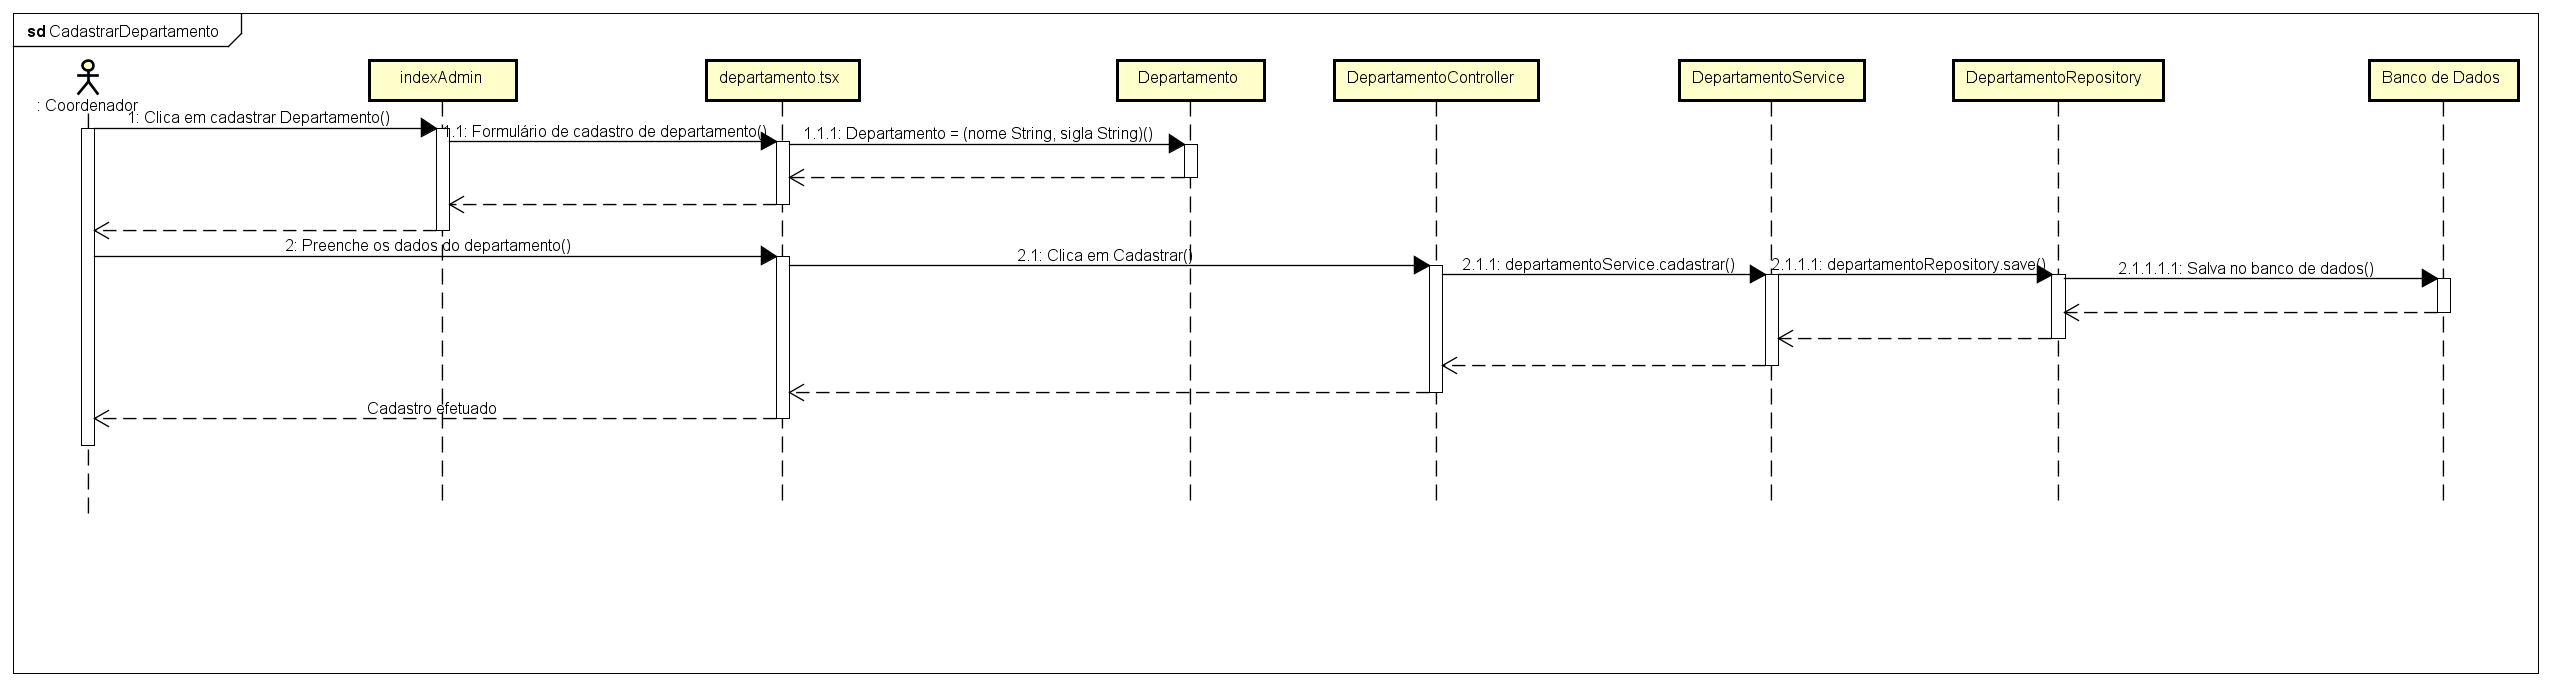 sd CadastrarDepartamento
: Coordenador
indexAdmin
departamento.tsx
Departamento
DepartamentoController
DepartamentoService
DepartamentoRepository
Banco de Dados
1: Clica em cadastrar Departamento()
1.1: Formulário de cadastro de departamento()
1.1.1: Departamento = (nome String, sigla String)()
2: Preenche os dados do departamento()
2.1: Clica em Cadastrar()
2.1.1: departamentoService.cadastrar()
2.1.1.1: departamentoRepository.save()
2.1.1.1.1: Salva no banco de dados()
Cadastro efetuado